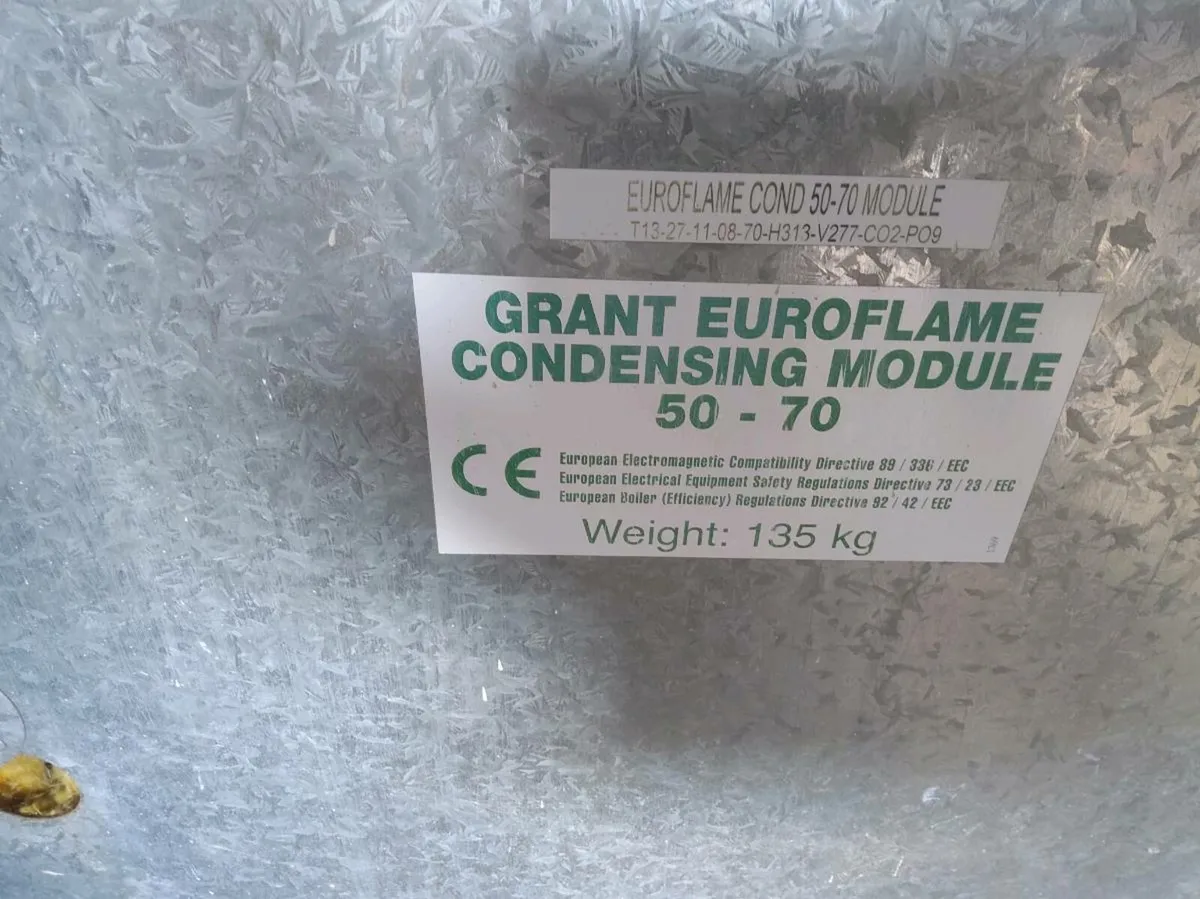 EUROFLAME COND 50-70 MODULE
T13-27-11-08-70-H313-V277-CO2-PO9
GRANT EUROFLAME
CONDENSING MODULE
50 - 70
CE
European Electromagnetic Compatibility Directive 89 / 336 / EEC
European Electrical Equipment Safety Regulations Directive 73 / 23 / EEC
European Boiler (Efficiency) Regulations Directive 92 / 42 / EEC
Weight: 135 kg